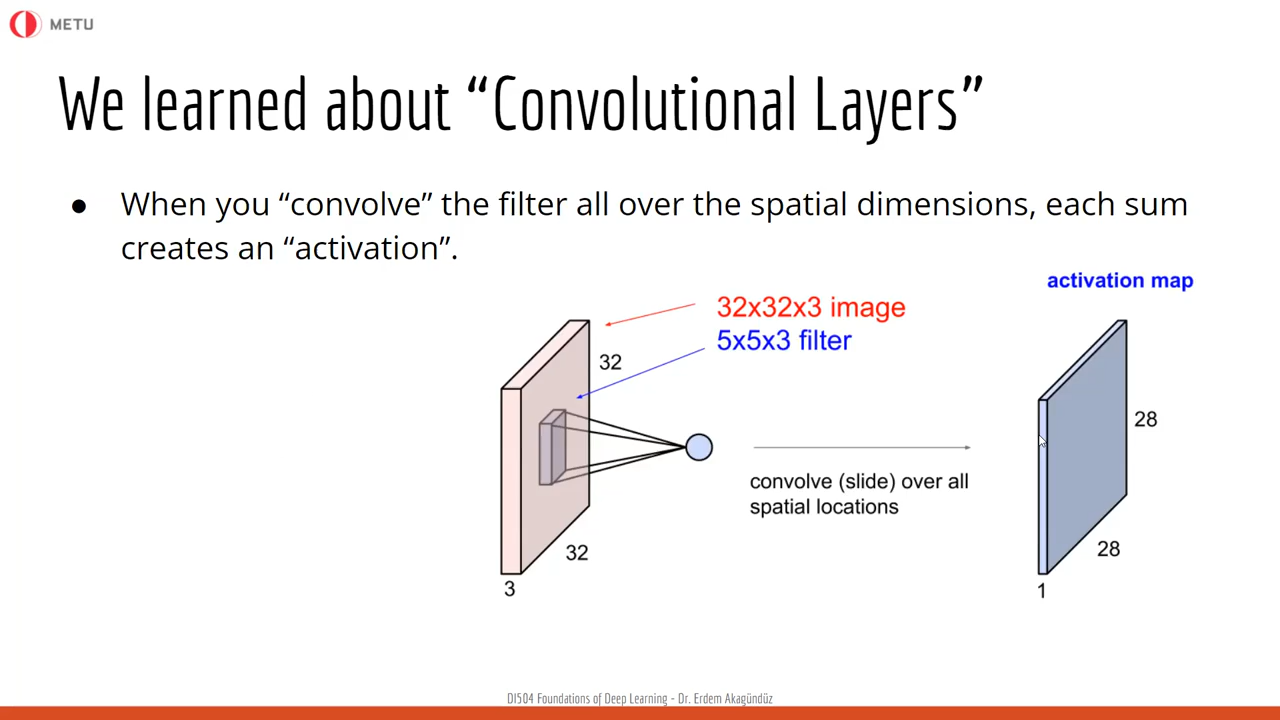 METU
We learned about “Convolutional Layers”
● When you “convolve” the filter all over the spatial dimensions, each sum
creates an “activation”.
activation map
32x32x3 image
5x5x3 filter
32
28
convolve (slide) over all
spatial locations
32
28
3
1
DI504 Foundations of Deep Learning - Dr. Erdem Akagündüz